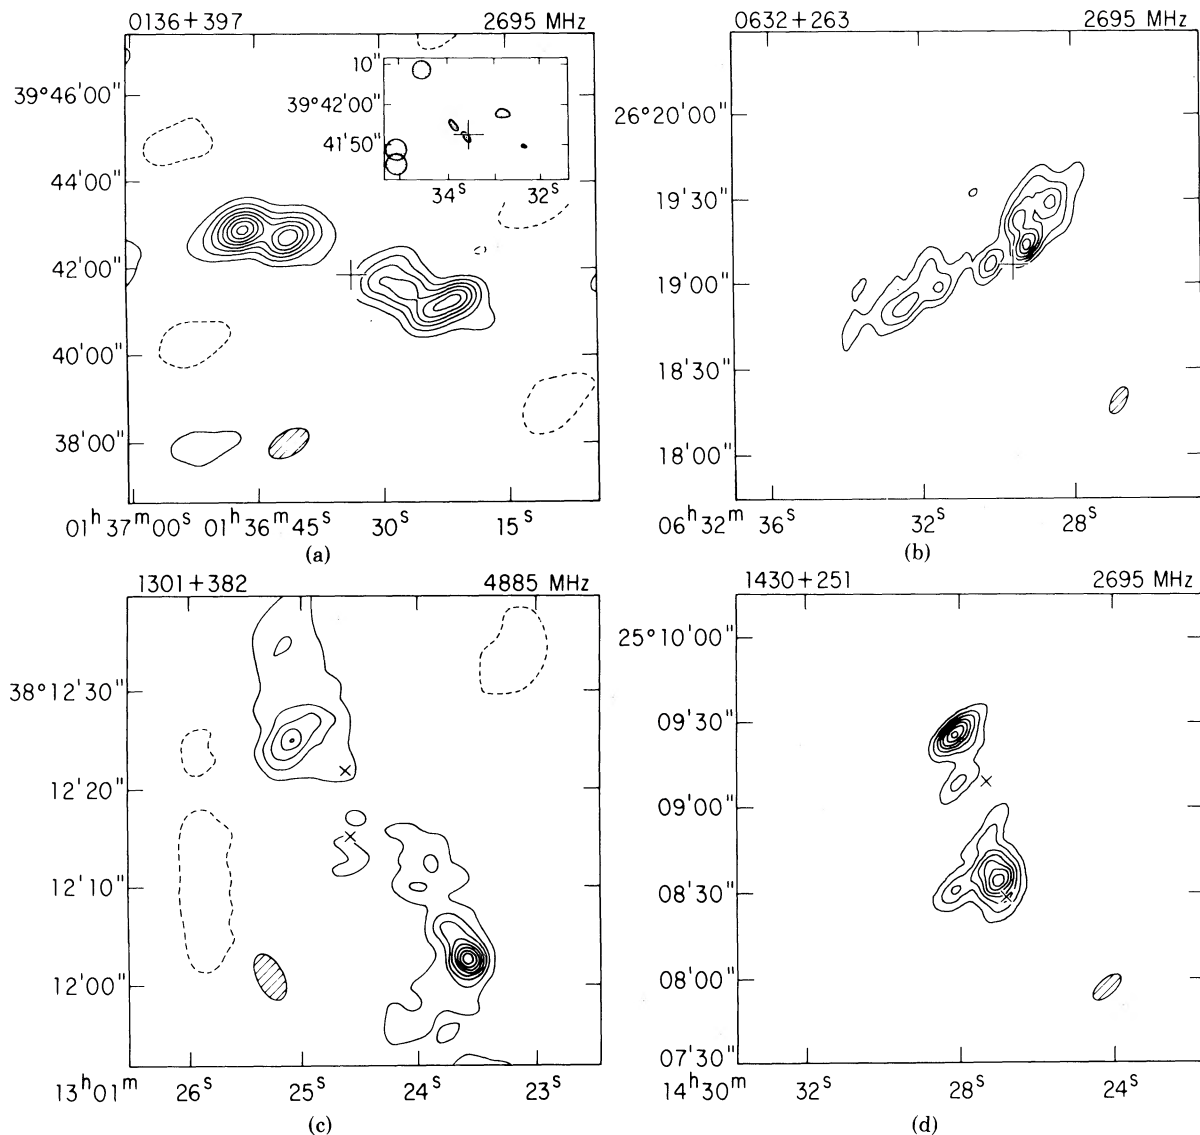 0136+397 2695 MHz
39°46'00"
44'00"
42'00"
40'00"
38'00"
10"
39°42'00"
41'50"
34ˢ 32ˢ
01ʰ37ᵐ00ˢ 01ʰ36ᵐ45ˢ 30ˢ 15ˢ
(a)
0632+263 2695 MHz
26°20'00"
19'30"
19'00"
18'30"
18'00"
06ʰ32ᵐ 36ˢ 32ˢ 28ˢ
(b)
1301+382 4885 MHz
38°12'30"
12'20"
12'10"
12'00"
13ʰ01ᵐ 26ˢ 25ˢ 24ˢ 23ˢ
(c)
1430+251 2695 MHz
25°10'00"
09'30"
09'00"
08'30"
08'00"
07'30"
14ʰ30ᵐ 32ˢ 28ˢ 24ˢ
(d)